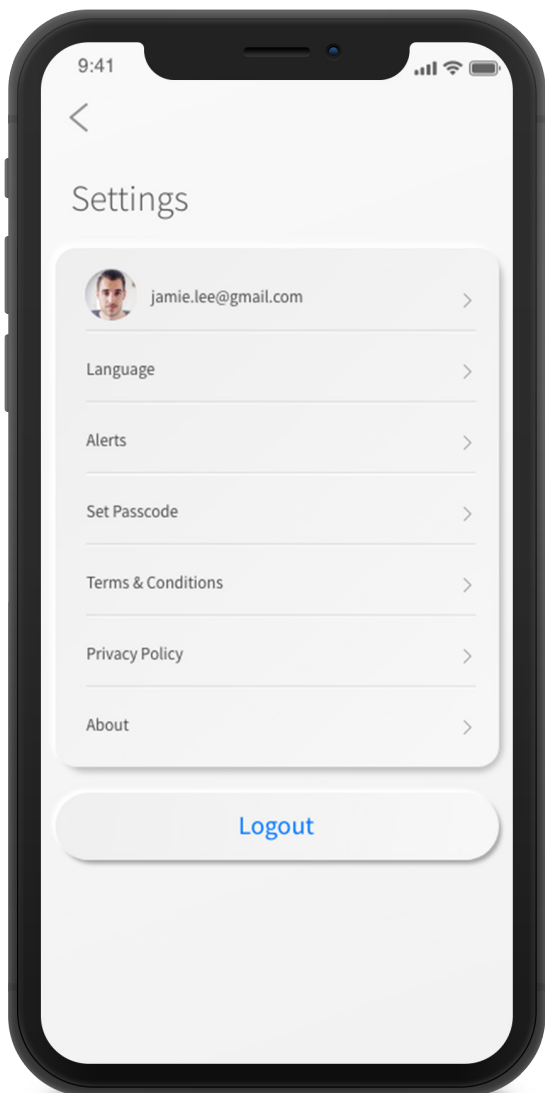 9:41
Settings
jamie.lee@gmail.com
Language
Alerts
Set Passcode
Terms & Conditions
Privacy Policy
About
Logout